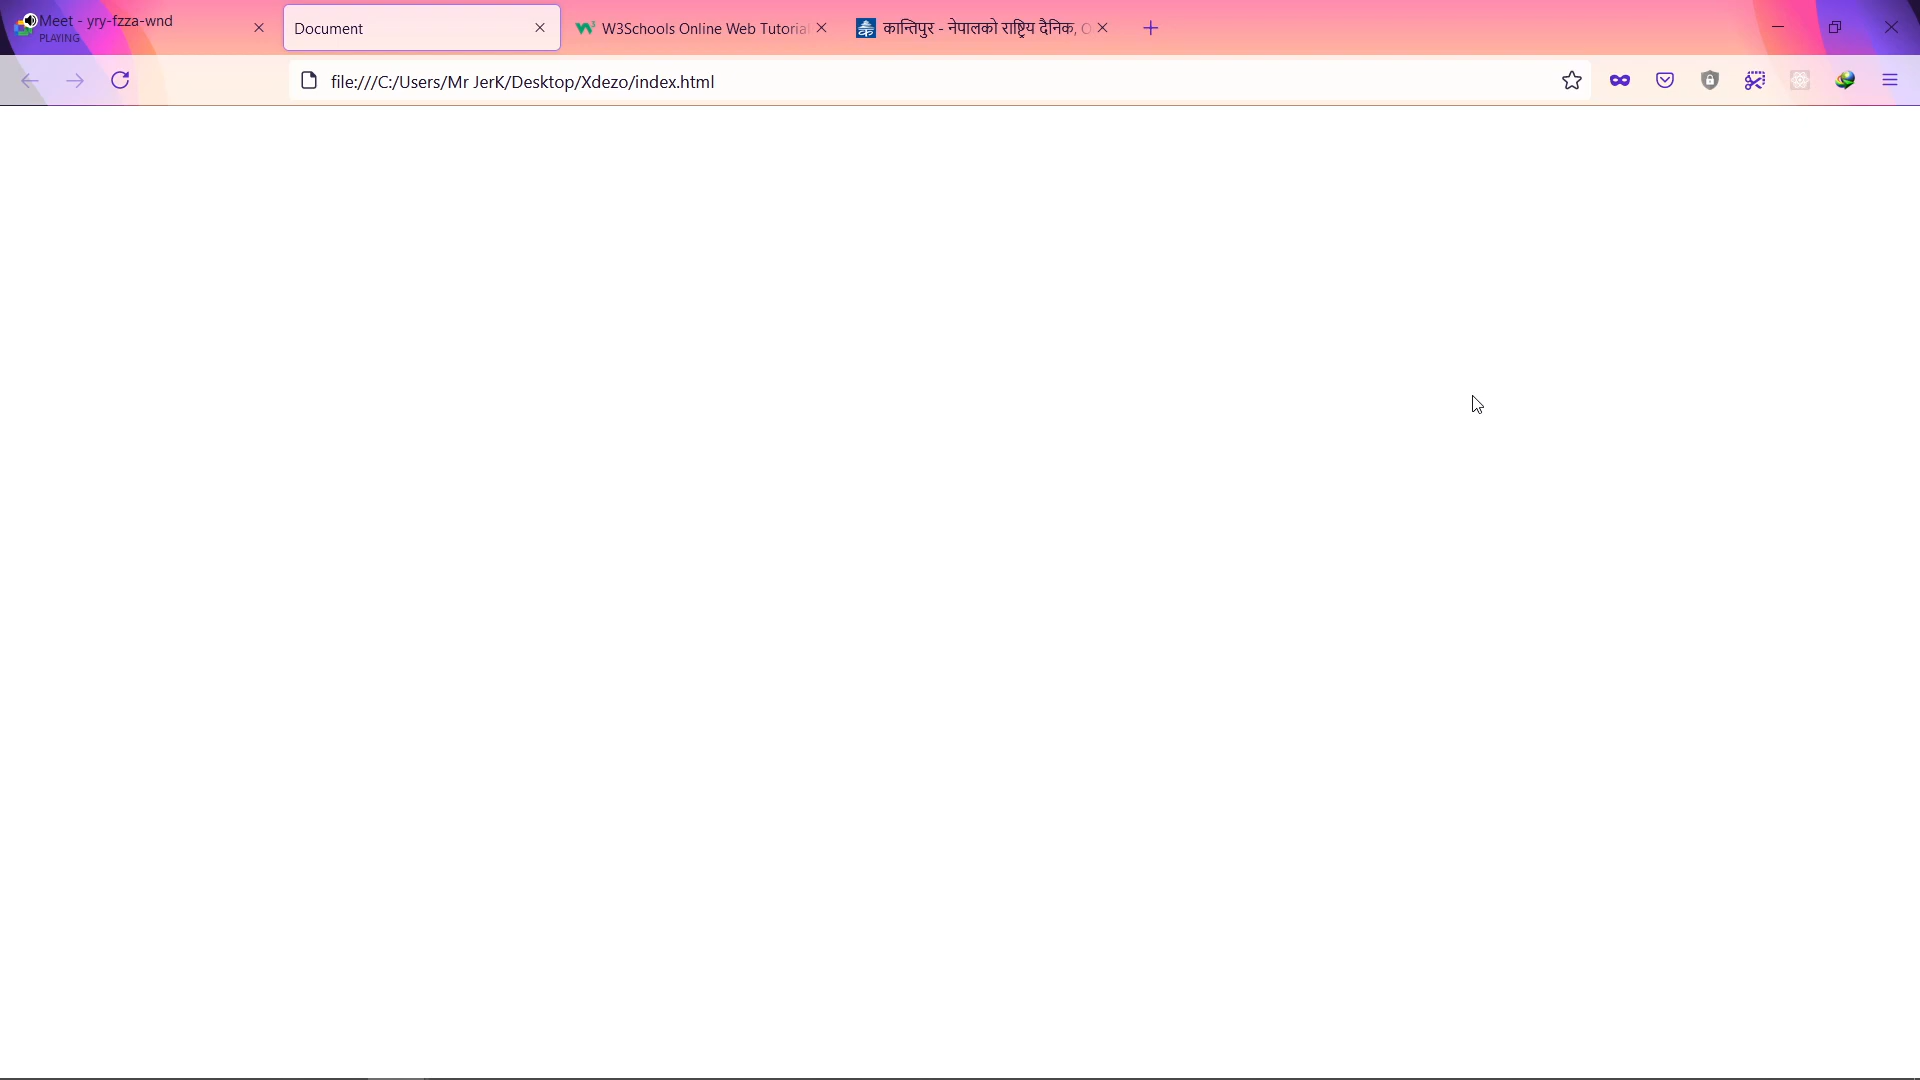 Meet - yry-fzza-wnd
PLAYING
Document
W3Schools Online Web Tutorial
कान्तिपुर - नेपालको राष्ट्रिय दैनिक, O
file:///C:/Users/Mr JerK/Desktop/Xdezo/index.html